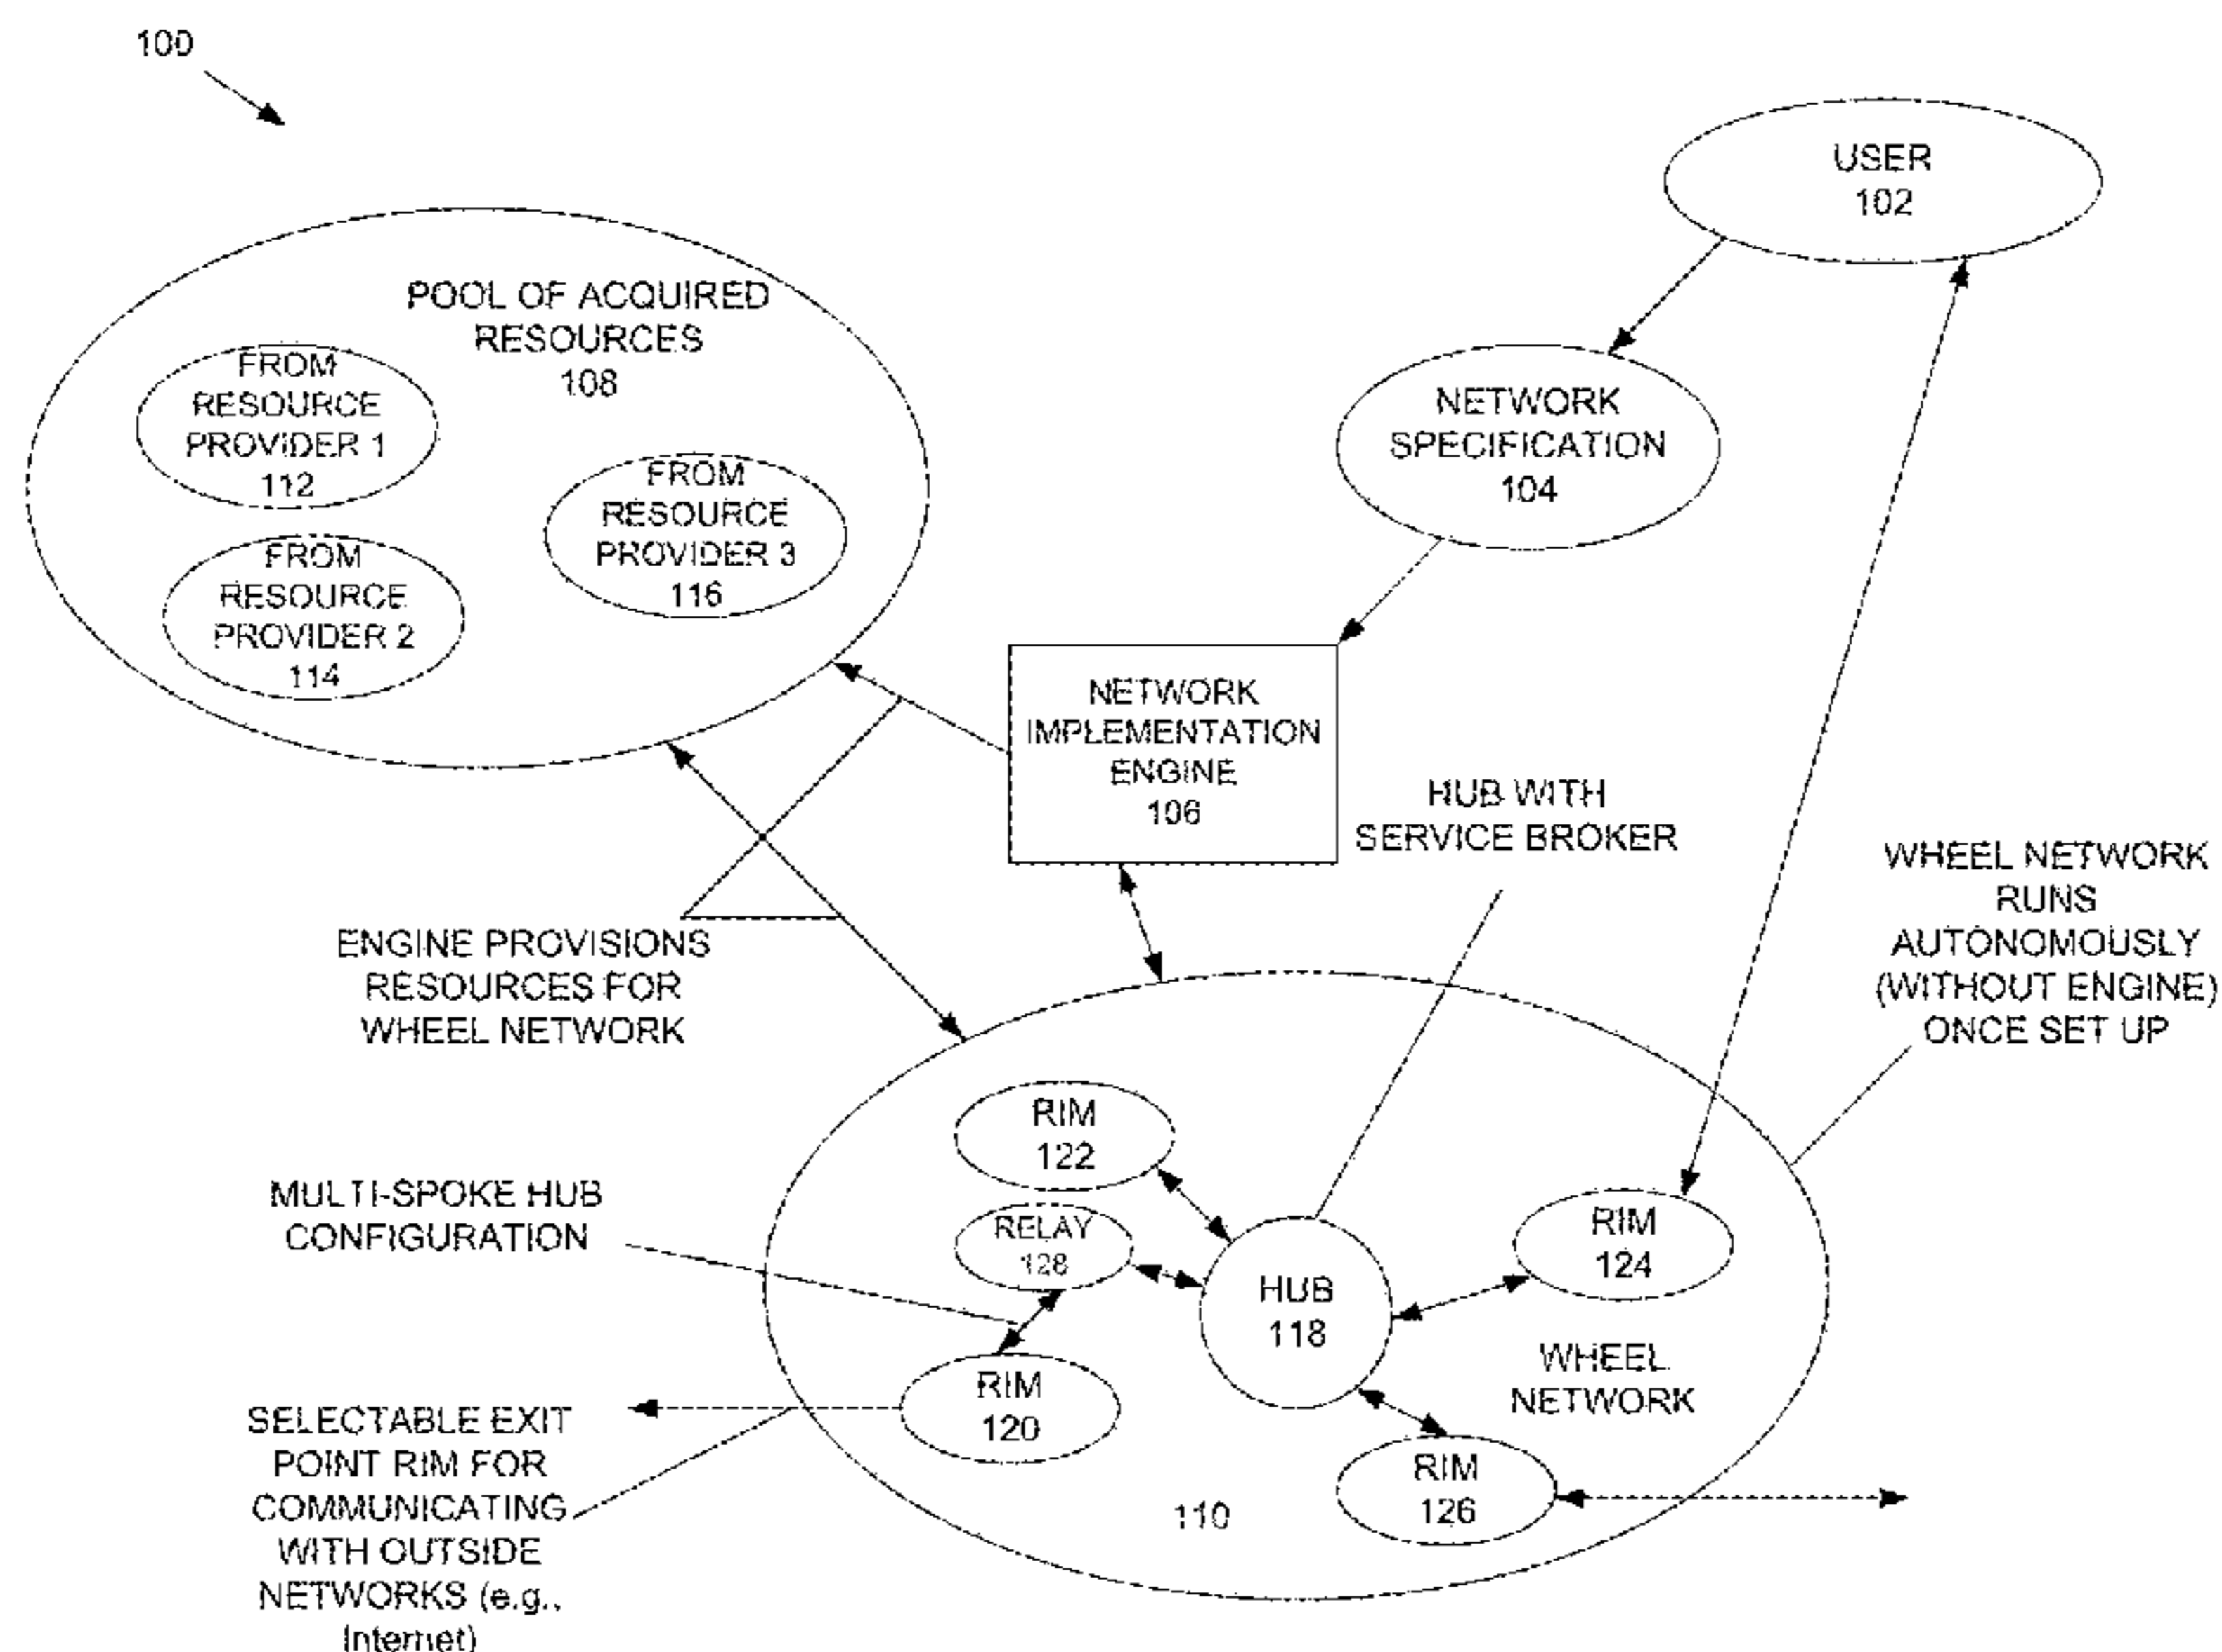 100
USER
102
POOL OF ACQUIRED
RESOURCES
108
FROM
RESOURCE
PROVIDER 1
112
FROM
RESOURCE
PROVIDER 2
114
FROM
RESOURCE
PROVIDER 3
116
NETWORK
SPECIFICATION
104
NETWORK
IMPLEMENTATION
ENGINE
106
HUB WITH
SERVICE BROKER
WHEEL NETWORK
RUNS
AUTONOMOUSLY
(WITHOUT ENGINE)
ONCE SET UP
ENGINE PROVISIONS
RESOURCES FOR
WHEEL NETWORK
RIM
122
RELAY
128
MULTI-SPOKE HUB
CONFIGURATION
HUB
118
RIM
124
WHEEL
NETWORK
RIM
120
RIM
126
110
SELECTABLE EXIT
POINT RIM FOR
COMMUNICATING
WITH OUTSIDE
NETWORKS (e.g.,
Internet)